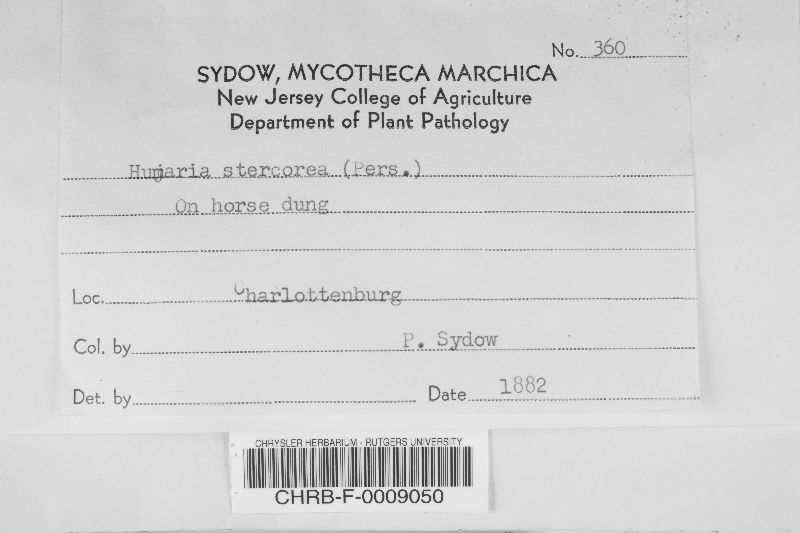 No. 360
SYDOW, MYCOTHECA MARCHICA
New Jersey College of Agriculture
Department of Plant Pathology
Humaria stercorea (Pers.)
On horse dung
Loc. Charlottenburg
Col. by P. Sydow
Det. by Date 1882
CHRYSLER HERBARIUM - RUTGERS UNIVERSITY
CHRB-F-0009050